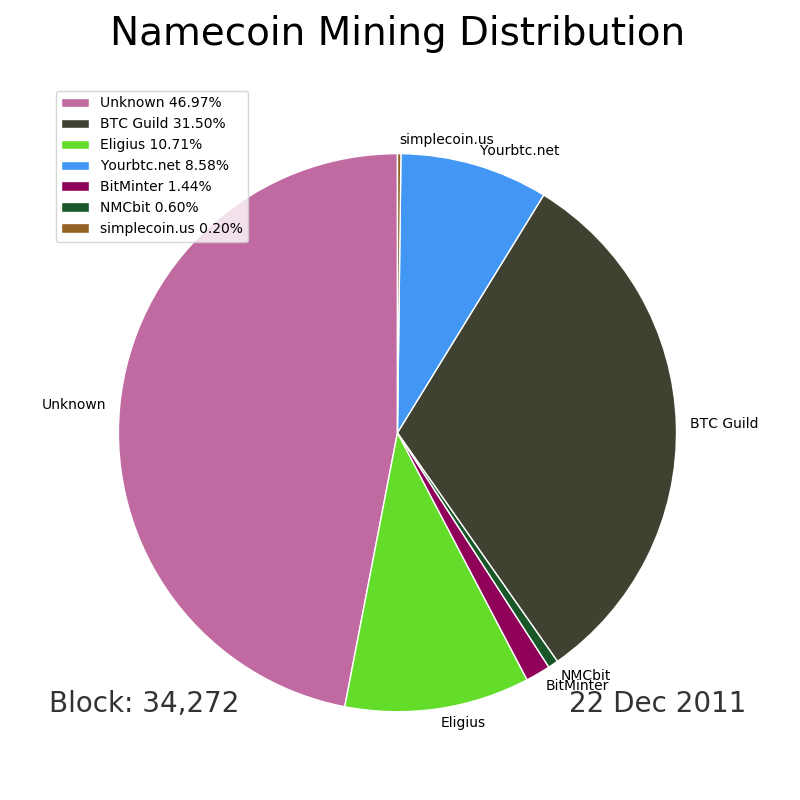 Namecoin Mining Distribution
Unknown 46.97%
BTC Guild 31.50%
Eligius 10.71%
Yourbtc.net 8.58%
BitMinter 1.44%
NMCbit 0.60%
simplecoin.us 0.20%
simplecoin.us
Yourbtc.net
Unknown
BTC Guild
NMCbit
BitMinter
Eligius
Block: 34,272
22 Dec 2011